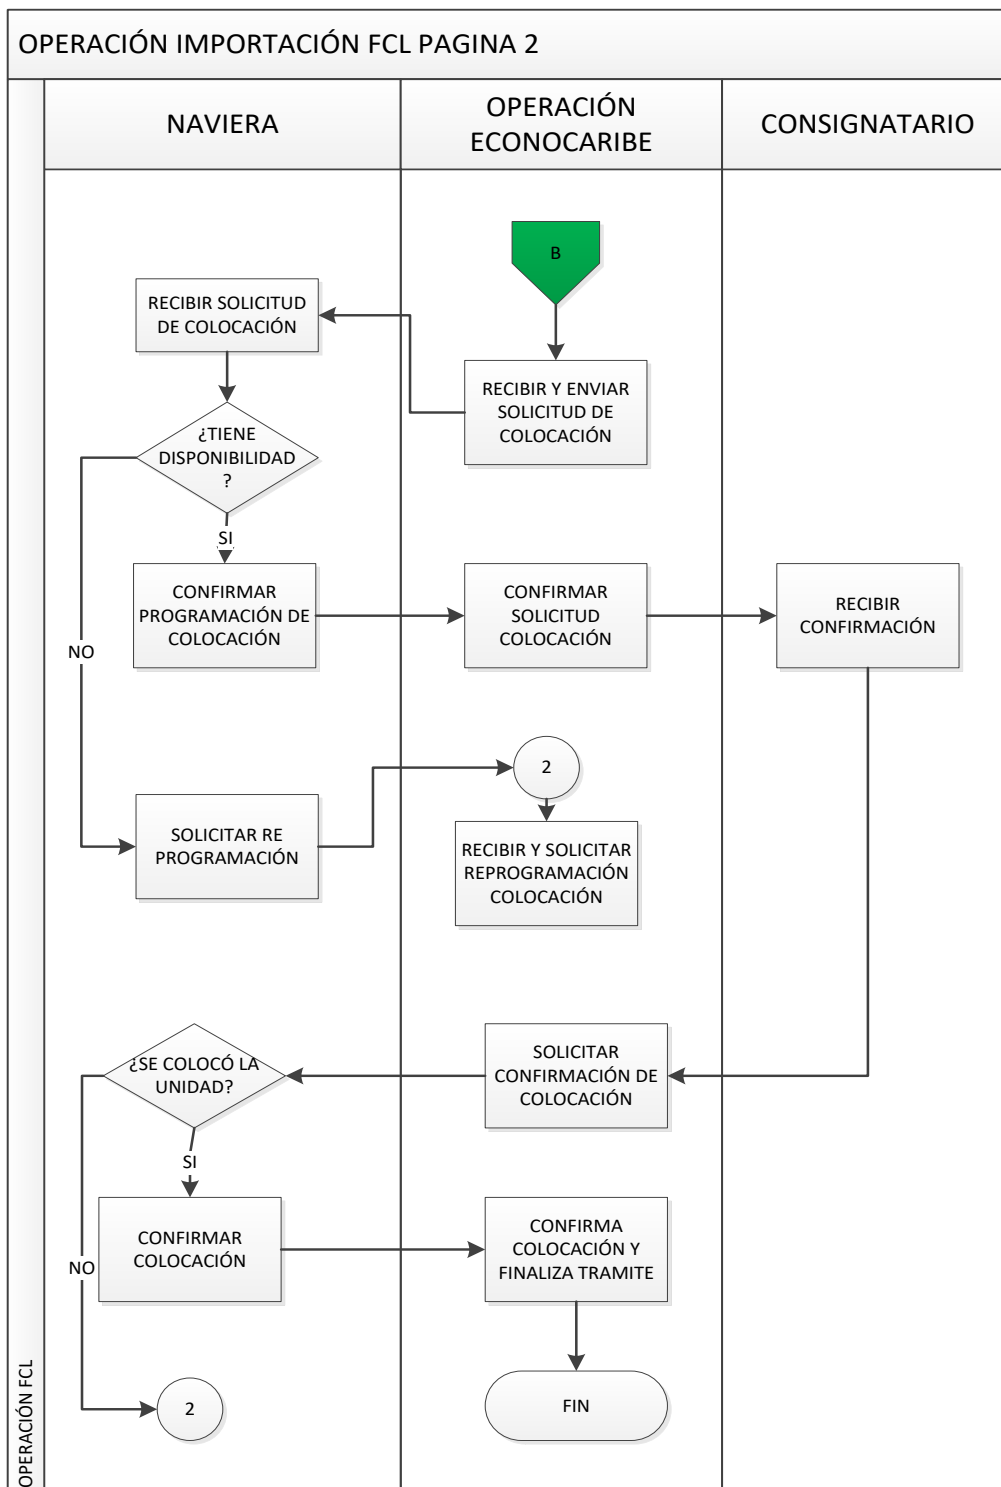 OPERACIÓN IMPORTACIÓN FCL PAGINA 2
NAVIERA
OPERACIÓN
ECONOCARIBE
CONSIGNATARIO
B
RECIBIR SOLICITUD
DE COLOCACIÓN
RECIBIR Y ENVIAR
SOLICITUD DE
COLOCACIÓN
¿TIENE
DISPONIBILIDAD
?
SI
CONFIRMAR
PROGRAMACIÓN DE
COLOCACIÓN
CONFIRMAR
SOLICITUD
COLOCACIÓN
RECIBIR
CONFIRMACIÓN
NO
2
SOLICITAR RE
PROGRAMACIÓN
RECIBIR Y SOLICITAR
REPROGRAMACIÓN
COLOCACIÓN
¿SE COLOCÓ LA
UNIDAD?
SOLICITAR
CONFIRMACIÓN DE
COLOCACIÓN
SI
CONFIRMAR
COLOCACIÓN
CONFIRMA
COLOCACIÓN Y
FINALIZA TRAMITE
NO
2
FIN
OPERACIÓN FCL